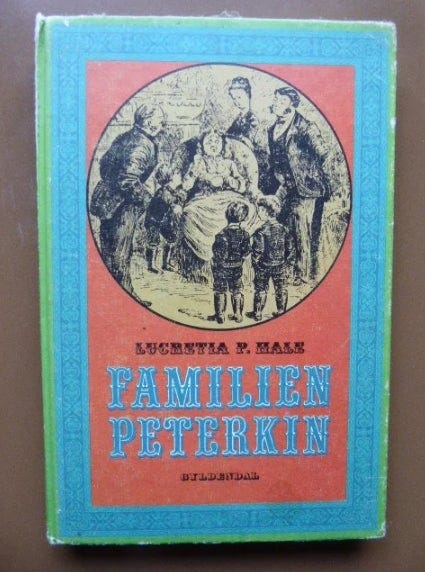 LUCRETIA P. HALE
FAMILIEN
PETERKIN
GYLDENDAL